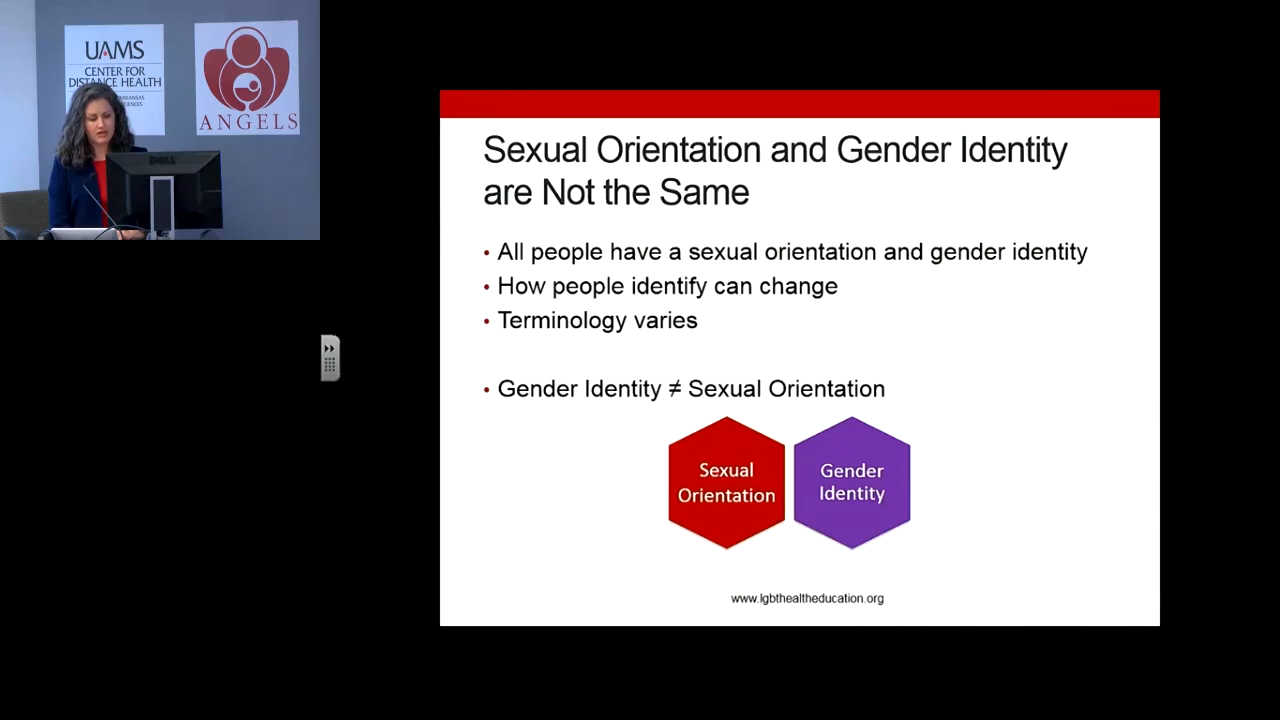 UAMS
CENTER FOR
DISTANCE HEALTH
ANGELS
DELL
Sexual Orientation and Gender Identity
are Not the Same
• All people have a sexual orientation and gender identity
• How people identify can change
• Terminology varies
• Gender Identity ≠ Sexual Orientation
Sexual
Orientation
Gender
Identity
www.lgbthealtheducation.org